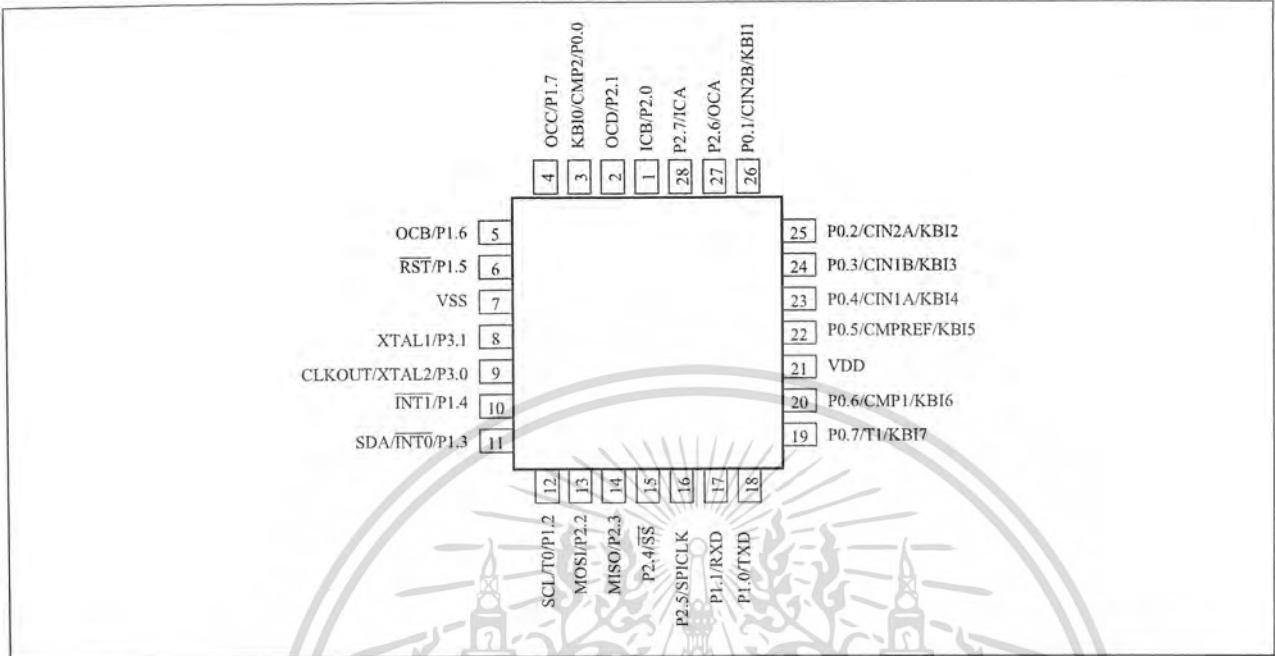 OCC/P1.7
KBI0/CMP2/P0.0
OCD/P2.1
ICB/P2.0
P2.7/ICA
P2.6/OCA
P0.1/CIN2B/KBI1
4
3
2
1
28
27
26
OCB/P1.6 5
RST/P1.5 6
VSS 7
XTAL1/P3.1 8
CLKOUT/XTAL2/P3.0 9
INT1/P1.4 10
SDA/INT0/P1.3 11
25 P0.2/CIN2A/KBI2
24 P0.3/CIN1B/KBI3
23 P0.4/CIN1A/KBI4
22 P0.5/CMPREF/KBI5
21 VDD
20 P0.6/CMP1/KBI6
19 P0.7/T1/KBI7
12
13
14
15
16
17
18
SCL/T0/P1.2
MOSI/P2.2
MISO/P2.3
P2.4/SS
P2.5/SPICLK
P1.1/RXD
P1.0/TXD